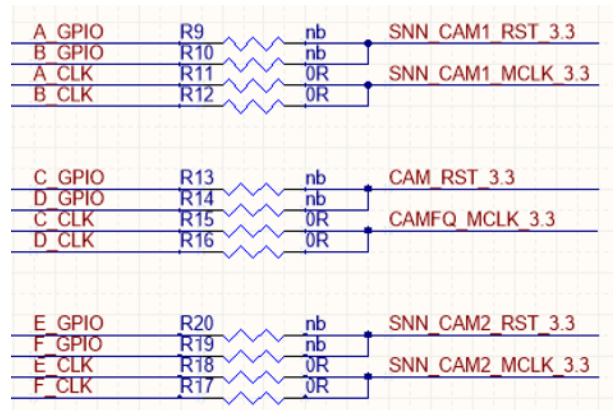 A_GPIO R9 nb SNN_CAM1_RST_3.3
B_GPIO R10 nb
A_CLK R11 0R SNN_CAM1_MCLK_3.3
B_CLK R12 0R
C_GPIO R13 nb CAM_RST_3.3
D_GPIO R14 nb
C_CLK R15 0R CAMFQ_MCLK_3.3
D_CLK R16 0R
E_GPIO R20 nb SNN_CAM2_RST_3.3
F_GPIO R19 nb
E_CLK R18 0R SNN_CAM2_MCLK_3.3
F_CLK R17 0R